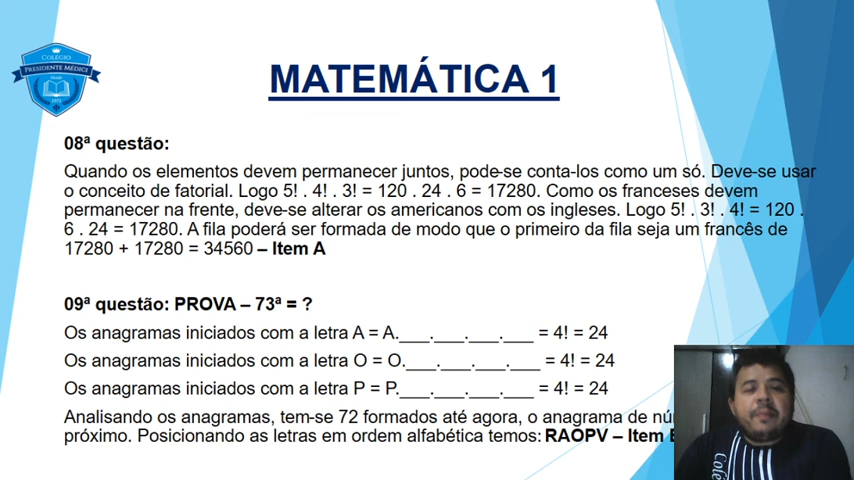 COLÉGIO
PRESIDENTE MÉDICI
MATEMÁTICA 1
08ª questão:
Quando os elementos devem permanecer juntos, pode-se conta-los como um só. Deve-se usar
o conceito de fatorial. Logo 5! . 4! . 3! = 120 . 24 . 6 = 17280. Como os franceses devem
permanecer na frente, deve-se alterar os americanos com os ingleses. Logo 5! . 3! . 4! = 120 .
6 . 24 = 17280. A fila poderá ser formada de modo que o primeiro da fila seja um francês de
17280 + 17280 = 34560 – Item A
09ª questão: PROVA – 73ª = ?
Os anagramas iniciados com a letra A = A.___.___.___.___ = 4! = 24
Os anagramas iniciados com a letra O = O.___.___.___.___ = 4! = 24
Os anagramas iniciados com a letra P = P.___.___.___.___ = 4! = 24
Analisando os anagramas, tem-se 72 formados até agora, o anagrama de
próximo. Posicionando as letras em ordem alfabética temos: RAOPV – Item